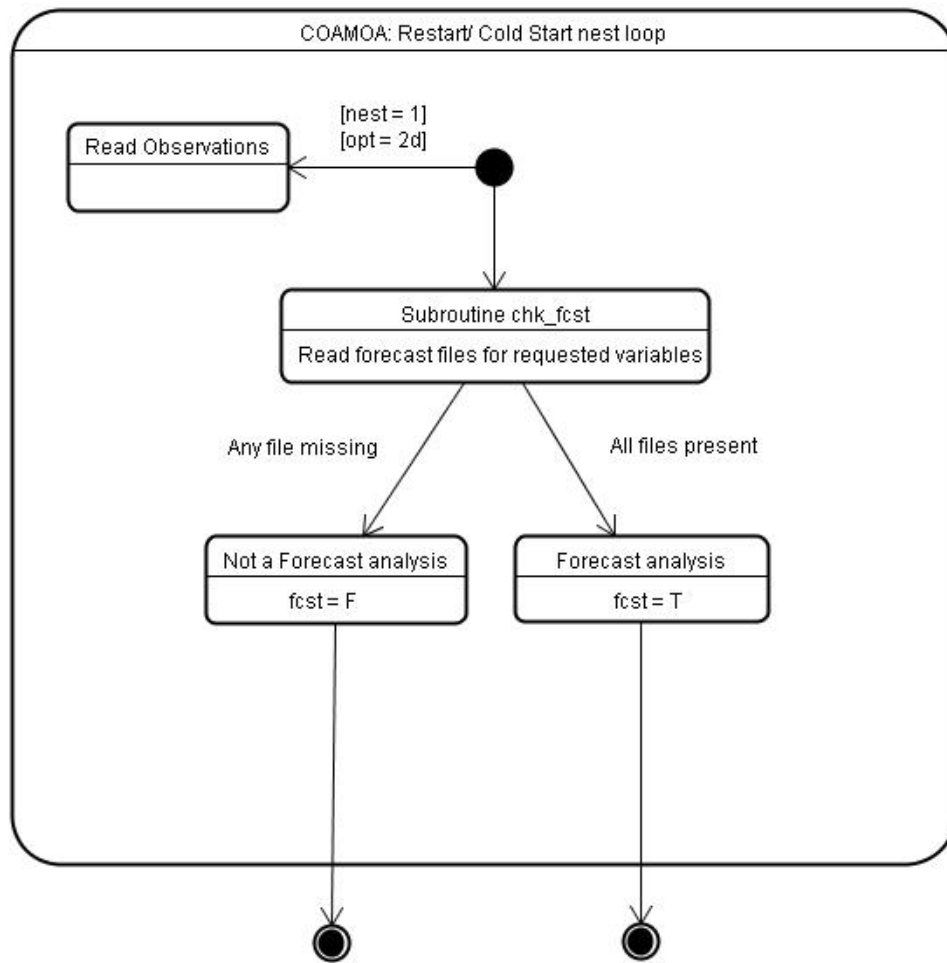 COAMOA: Restart/ Cold Start nest loop
[nest = 1]
[opt = 2d]
Read Observations
Subroutine chk_fcst
Read forecast files for requested variables
Any file missing
All files present
Not a Forecast analysis
fcst = F
Forecast analysis
fcst = T